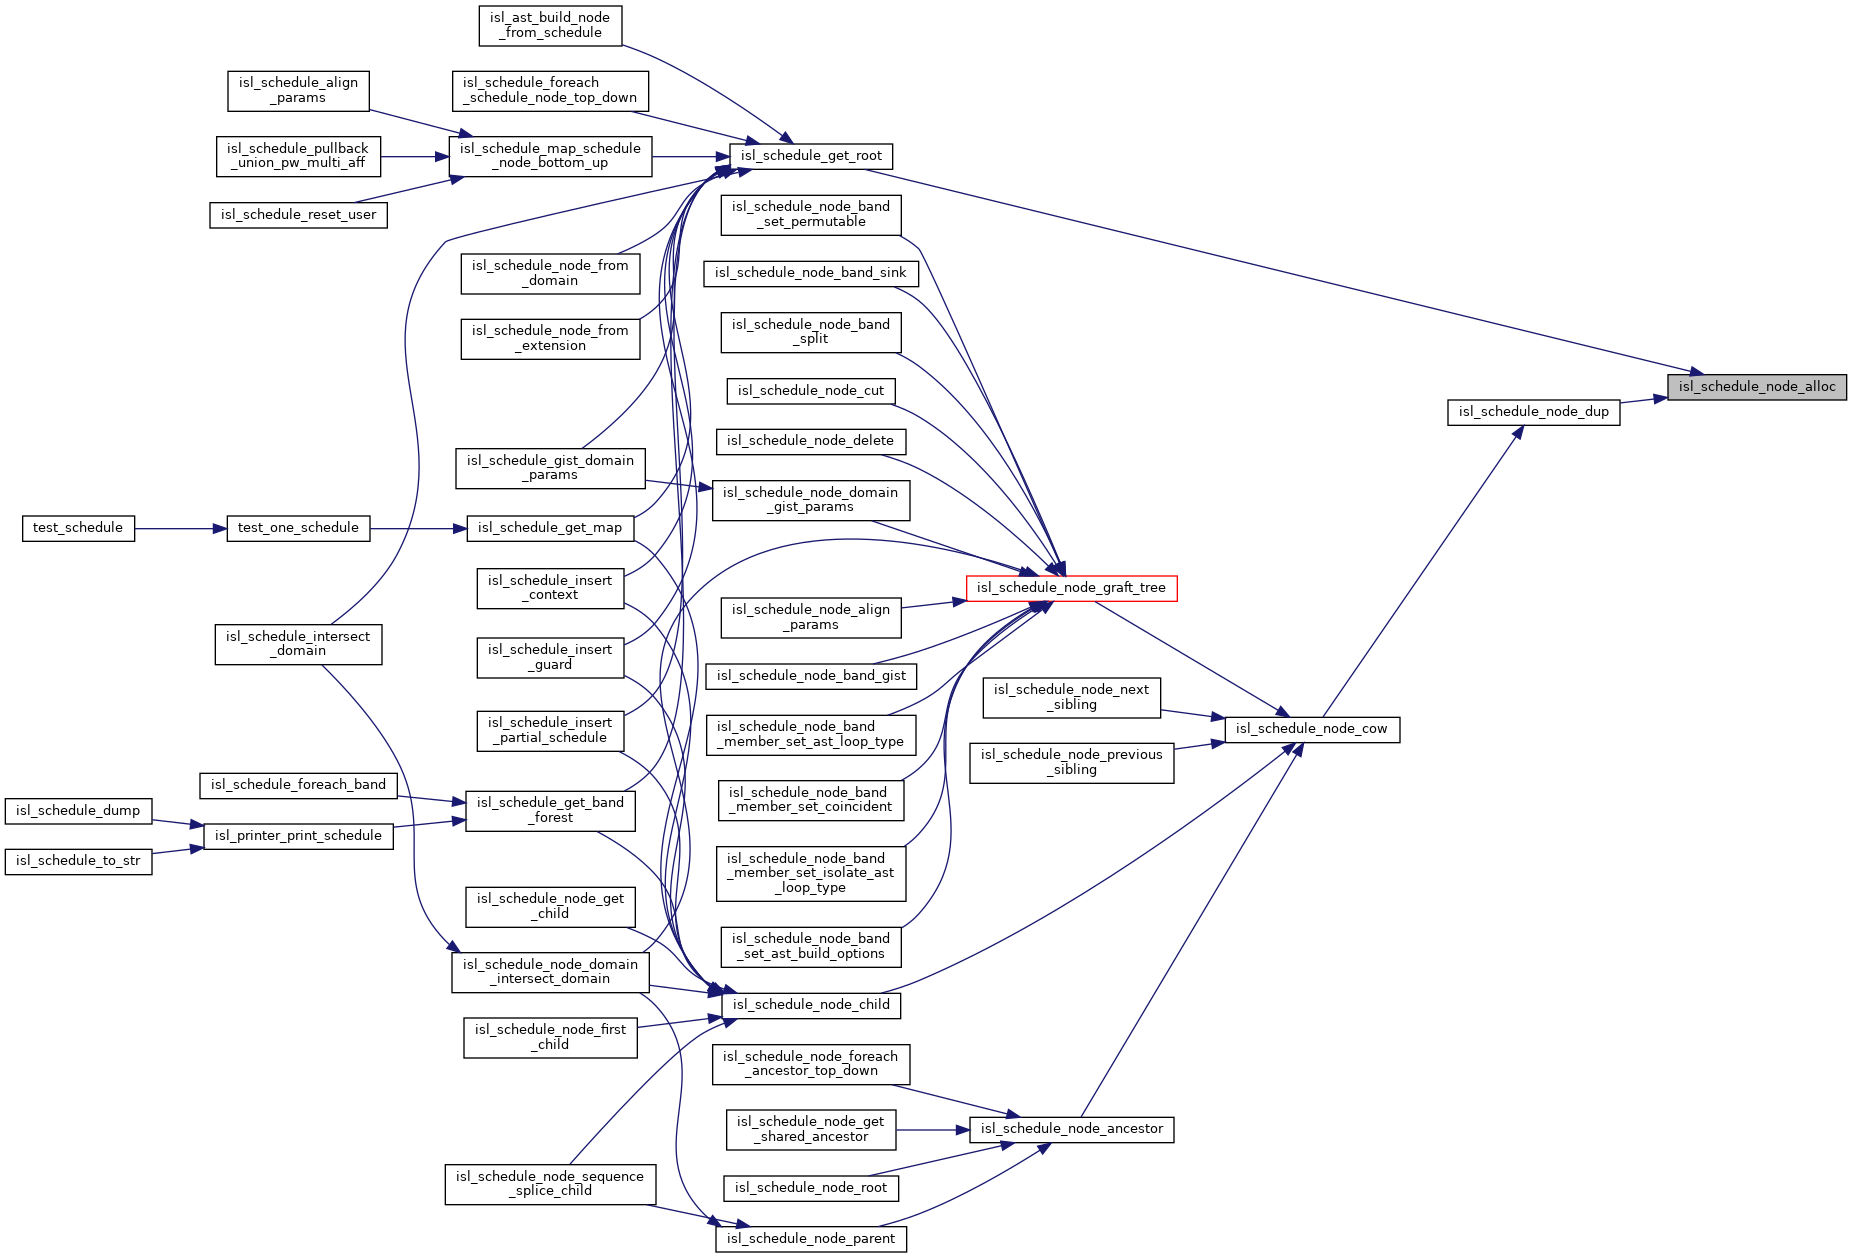 isl_ast_build_node
_from_schedule
isl_schedule_align
_params
isl_schedule_foreach
_schedule_node_top_down
isl_schedule_pullback
_union_pw_multi_aff
isl_schedule_map_schedule
_node_bottom_up
isl_schedule_get_root
isl_schedule_reset_user
isl_schedule_node_band
_set_permutable
isl_schedule_node_from
_domain
isl_schedule_node_band_sink
isl_schedule_node_from
_extension
isl_schedule_node_band
_split
isl_schedule_node_cut
isl_schedule_node_alloc
isl_schedule_node_dup
isl_schedule_node_delete
isl_schedule_gist_domain
_params
isl_schedule_node_domain
_gist_params
test_schedule
test_one_schedule
isl_schedule_get_map
isl_schedule_insert
_context
isl_schedule_node_graft_tree
isl_schedule_node_align
_params
isl_schedule_intersect
_domain
isl_schedule_insert
_guard
isl_schedule_node_band_gist
isl_schedule_node_next
_sibling
isl_schedule_insert
_partial_schedule
isl_schedule_node_band
_member_set_ast_loop_type
isl_schedule_node_cow
isl_schedule_node_previous
_sibling
isl_schedule_foreach_band
isl_schedule_dump
isl_printer_print_schedule
isl_schedule_to_str
isl_schedule_get_band
_forest
isl_schedule_node_band
_member_set_coincident
isl_schedule_node_band
_member_set_isolate_ast
_loop_type
isl_schedule_node_get
_child
isl_schedule_node_band
_set_ast_build_options
isl_schedule_node_domain
_intersect_domain
isl_schedule_node_child
isl_schedule_node_first
_child
isl_schedule_node_foreach
_ancestor_top_down
isl_schedule_node_get
_shared_ancestor
isl_schedule_node_ancestor
isl_schedule_node_sequence
_splice_child
isl_schedule_node_root
isl_schedule_node_parent